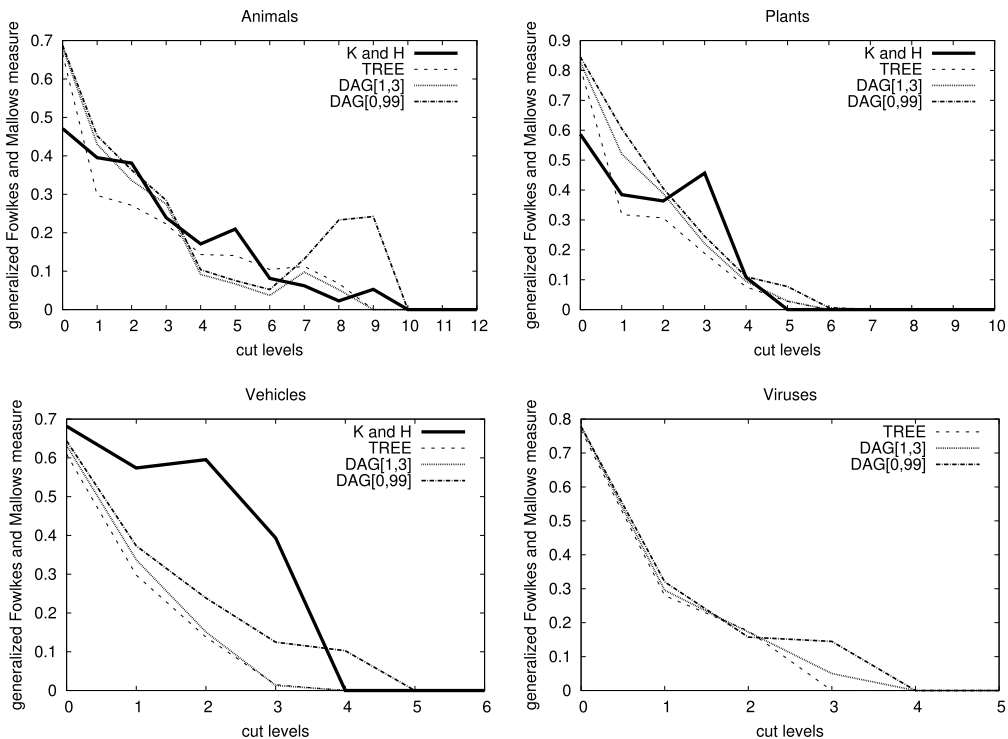 Animals
generalized Fowlkes and Mallows measure
0.7
0.6
0.5
0.4
0.3
0.2
0.1
0
K and H
TREE
DAG[1,3]
DAG[0,99]
0 1 2 3 4 5 6 7 8 9 10 11 12
cut levels
Plants
generalized Fowlkes and Mallows measure
0.9
0.8
0.7
0.6
0.5
0.4
0.3
0.2
0.1
0
K and H
TREE
DAG[1,3]
DAG[0,99]
0 1 2 3 4 5 6 7 8 9 10
cut levels
Vehicles
generalized Fowlkes and Mallows measure
0.7
0.6
0.5
0.4
0.3
0.2
0.1
0
K and H
TREE
DAG[1,3]
DAG[0,99]
0 1 2 3 4 5 6
cut levels
Viruses
generalized Fowlkes and Mallows measure
0.8
0.7
0.6
0.5
0.4
0.3
0.2
0.1
0
TREE
DAG[1,3]
DAG[0,99]
0 1 2 3 4 5
cut levels